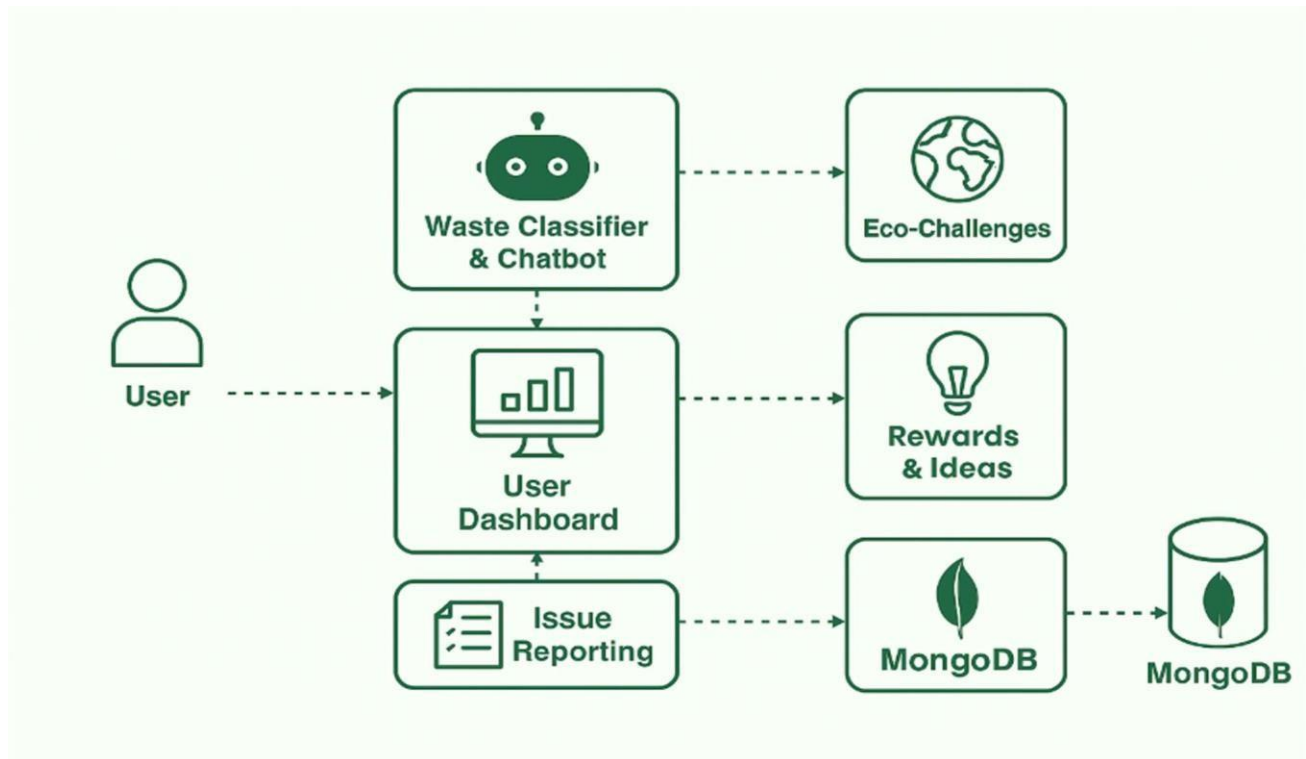 Waste Classifier
& Chatbot
Eco-Challenges
User
User
Dashboard
Rewards
& Ideas
Issue
Reporting
MongoDB
MongoDB